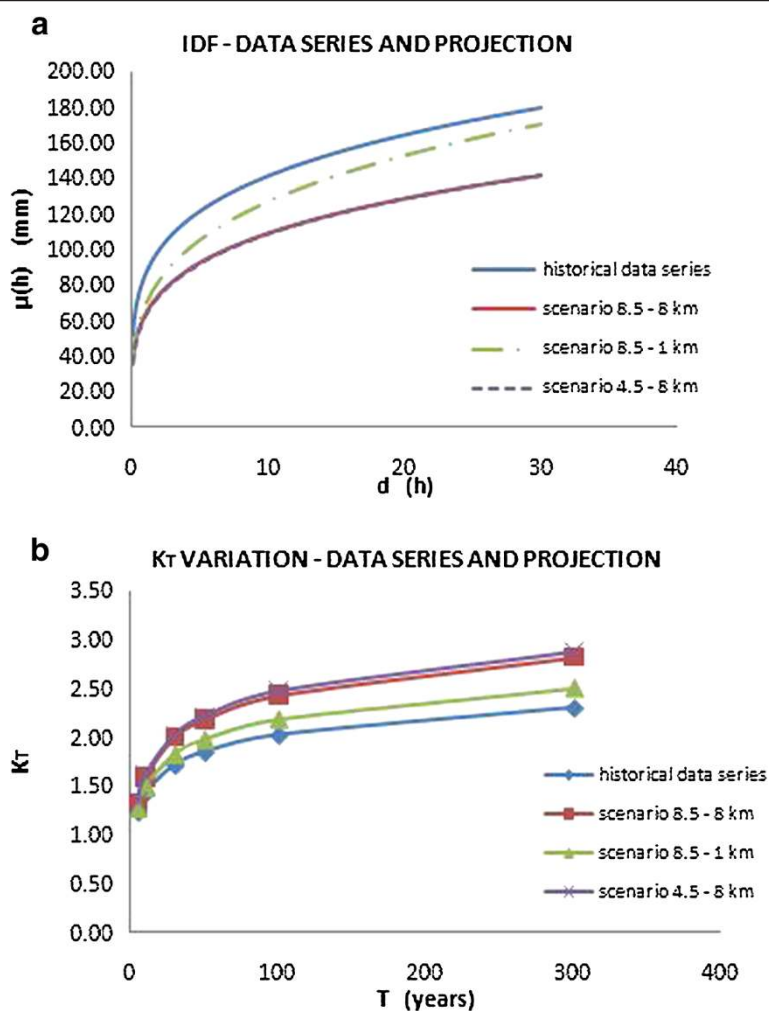 a
IDF - DATA SERIES AND PROJECTION
200.00
180.00
160.00
140.00
120.00
100.00
80.00
60.00
40.00
20.00
0.00
μ(h) (mm)
0 10 20 30 40
d (h)
historical data series
scenario 8.5 - 8 km
scenario 8.5 - 1 km
scenario 4.5 - 8 km
b
KT VARIATION - DATA SERIES AND PROJECTION
3.50
3.00
2.50
2.00
1.50
1.00
0.50
0.00
KT
0 100 200 300 400
T (years)
historical data series
scenario 8.5 - 8 km
scenario 8.5 - 1 km
scenario 4.5 - 8 km